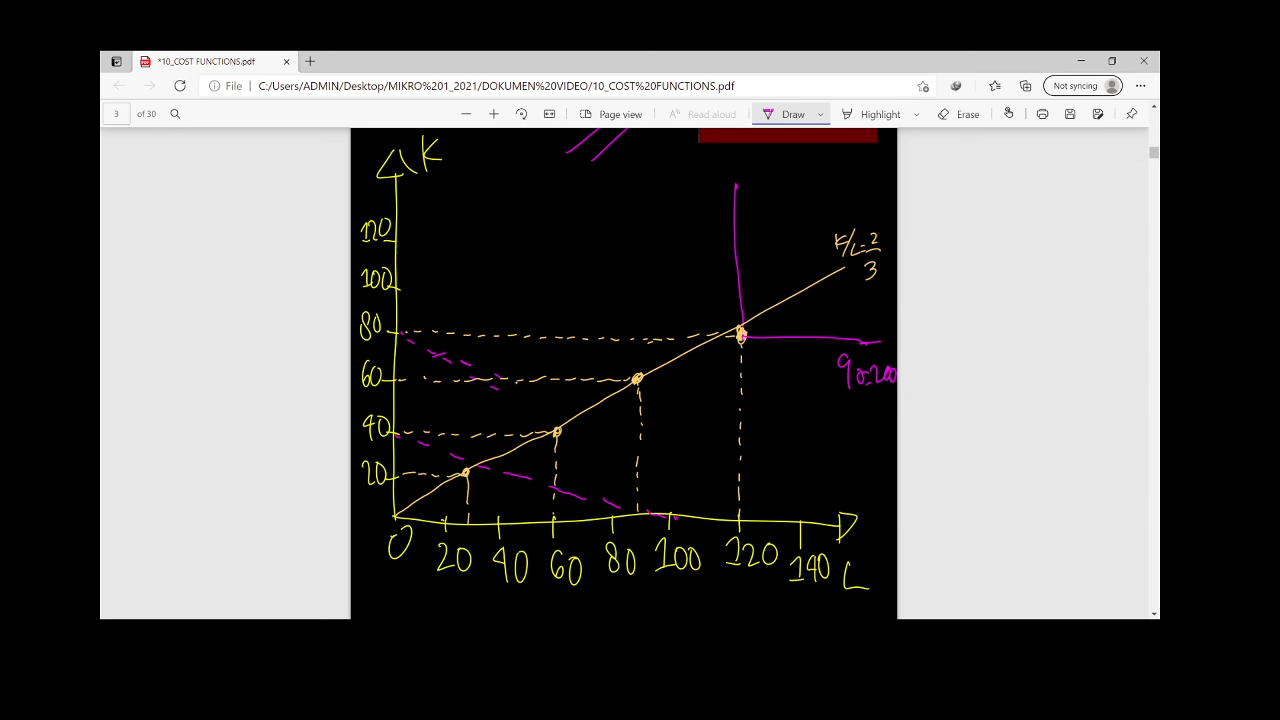 *10_COST FUNCTIONS.pdf
File
C:/Users/ADMIN/Desktop/MIKRO%201_2021/DOKUMEN%20VIDEO/10_COST%20FUNCTIONS.pdf
Not syncing
3 of 30
Page view
Read aloud
Draw
Highlight
Erase
K
120
100
80
60
40
20
K/L=2/3
0
20
40
60
80
100
120
140
L